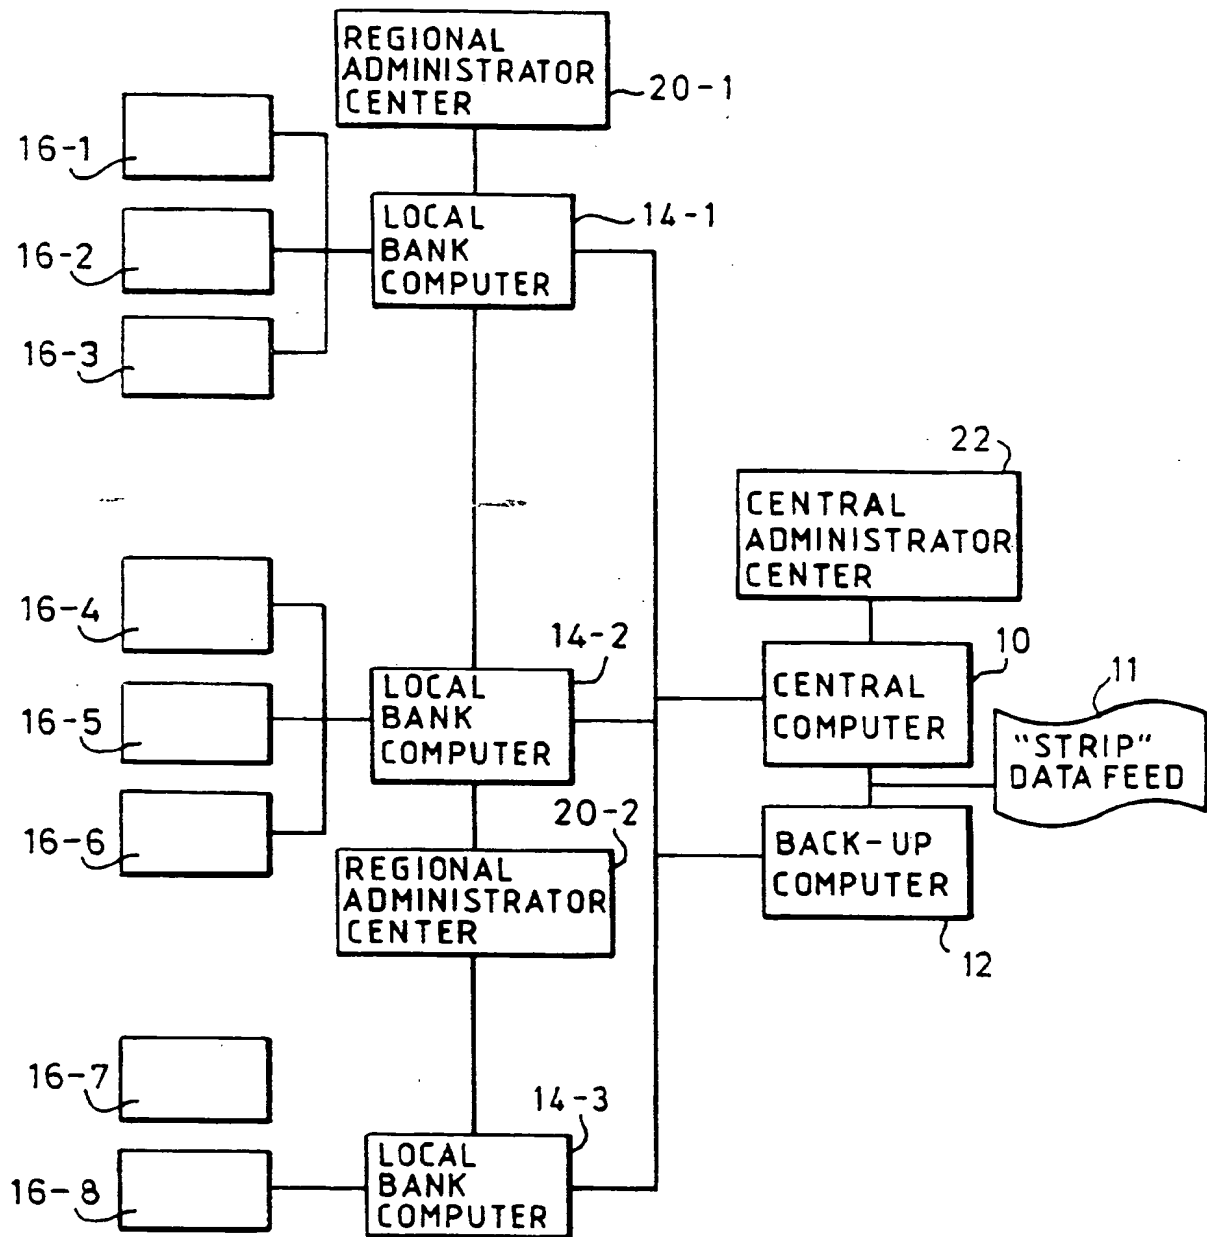 REGIONAL
ADMINISTRATOR
CENTER
20-1
16-1
LOCAL
BANK
COMPUTER
14-1
16-2
16-3
22
CENTRAL
ADMINISTRATOR
CENTER
16-4
14-2
10
LOCAL
BANK
COMPUTER
CENTRAL
COMPUTER
11
"STRIP"
DATA FEED
16-5
16-6
20-2
REGIONAL
ADMINISTRATOR
CENTER
BACK-UP
COMPUTER
12
16-7
14-3
LOCAL
BANK
COMPUTER
16-8